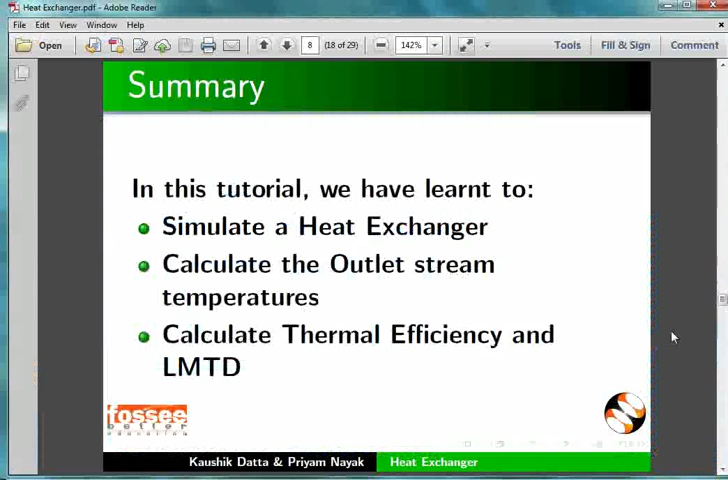 Heat Exchanger.pdf - Adobe Reader
File Edit View Window Help
Open 8 (18 of 29) 142% Tools Fill & Sign Comment
Summary
In this tutorial, we have learnt to:
Simulate a Heat Exchanger
Calculate the Outlet stream
temperatures
Calculate Thermal Efficiency and
LMTD
fossee
better
education
Kaushik Datta & Priyam Nayak Heat Exchanger